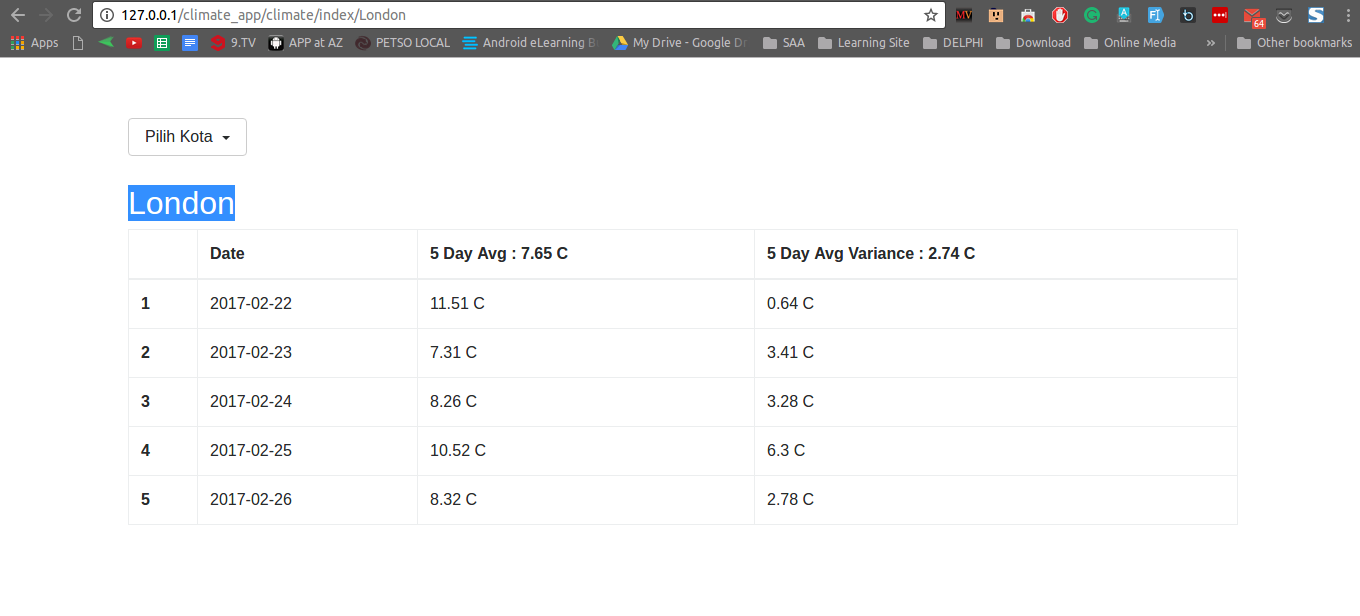 127.0.0.1/climate_app/climate/index/London
MV
64
Apps 9.TV APP at AZ PETSO LOCAL Android eLearning B My Drive - Google Dr SAA Learning Site DELPHI Download Online Media » Other bookmarks
Pilih Kota
London
Date 5 Day Avg : 7.65 C 5 Day Avg Variance : 2.74 C
1 2017-02-22 11.51 C 0.64 C
2 2017-02-23 7.31 C 3.41 C
3 2017-02-24 8.26 C 3.28 C
4 2017-02-25 10.52 C 6.3 C
5 2017-02-26 8.32 C 2.78 C